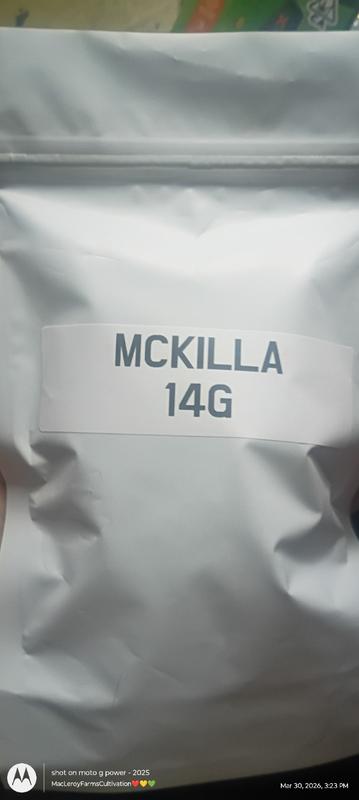 MCKILLA
14G
shot on moto g power - 2025
MacLeroyFarmsCultivation❤️💛💚
Mar 30, 2026, 3:23 PM